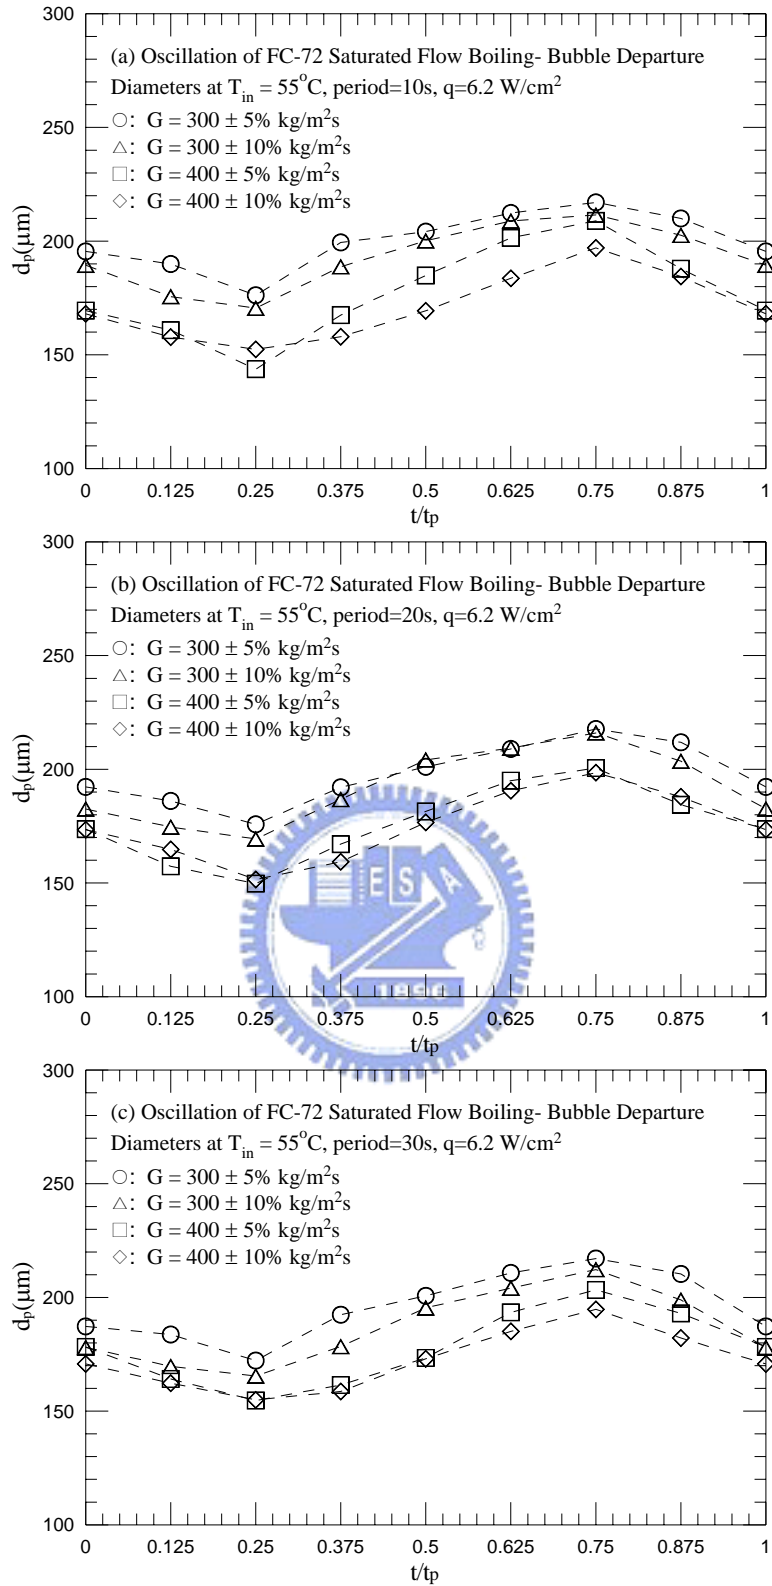 300
(a) Oscillation of FC-72 Saturated Flow Boiling- Bubble Departure
Diameters at T_in = 55°C, period=10s, q=6.2 W/cm²
○: G = 300 ± 5% kg/m²s
△: G = 300 ± 10% kg/m²s
□: G = 400 ± 5% kg/m²s
◇: G = 400 ± 10% kg/m²s
250
200
150
100
d_p(μm)
0 0.125 0.25 0.375 0.5 0.625 0.75 0.875 1
t/t_p
300
(b) Oscillation of FC-72 Saturated Flow Boiling- Bubble Departure
Diameters at T_in = 55°C, period=20s, q=6.2 W/cm²
○: G = 300 ± 5% kg/m²s
△: G = 300 ± 10% kg/m²s
□: G = 400 ± 5% kg/m²s
◇: G = 400 ± 10% kg/m²s
250
200
150
100
d_p(μm)
E S A
1896
0 0.125 0.25 0.375 0.5 0.625 0.75 0.875 1
t/t_p
300
(c) Oscillation of FC-72 Saturated Flow Boiling- Bubble Departure
Diameters at T_in = 55°C, period=30s, q=6.2 W/cm²
○: G = 300 ± 5% kg/m²s
△: G = 300 ± 10% kg/m²s
□: G = 400 ± 5% kg/m²s
◇: G = 400 ± 10% kg/m²s
250
200
150
100
d_p(μm)
0 0.125 0.25 0.375 0.5 0.625 0.75 0.875 1
t/t_p